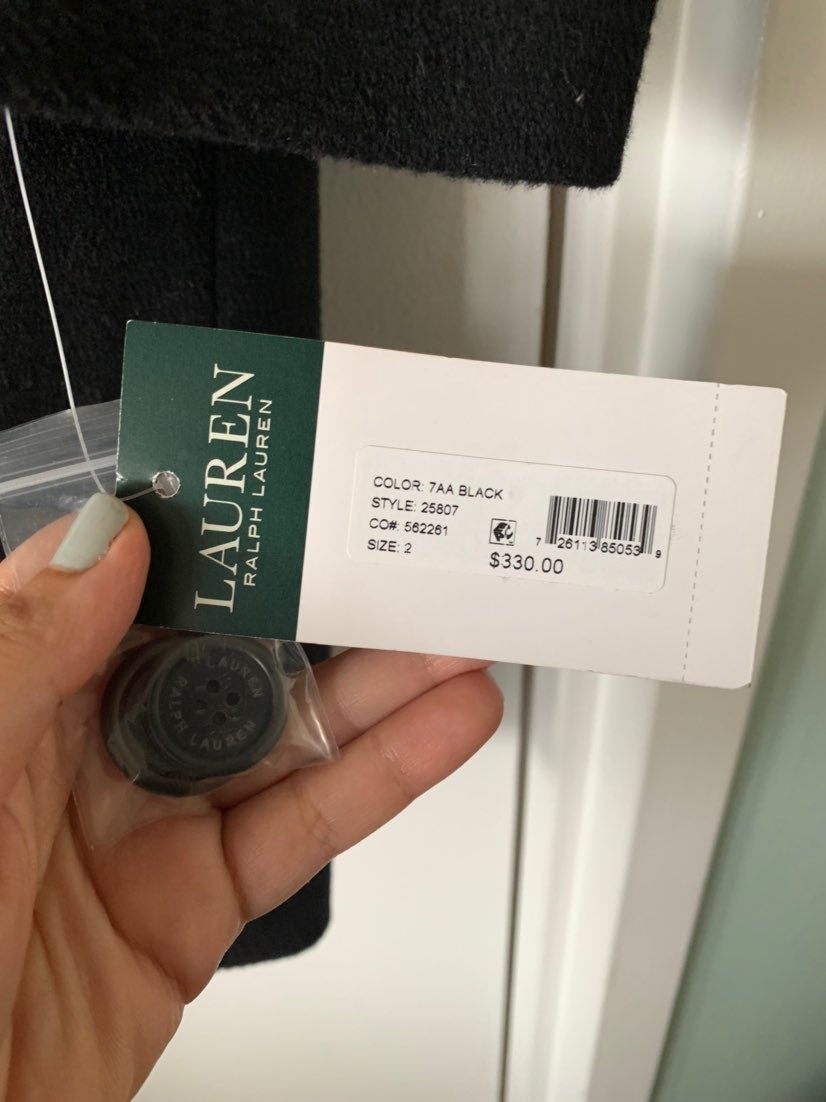 LAUREN
RALPH LAUREN
COLOR: 7AA BLACK
STYLE: 25807
CO#: 562261
SIZE: 2
$330.00
7 26113 85053 9
LAUREN
RALPH LAUREN